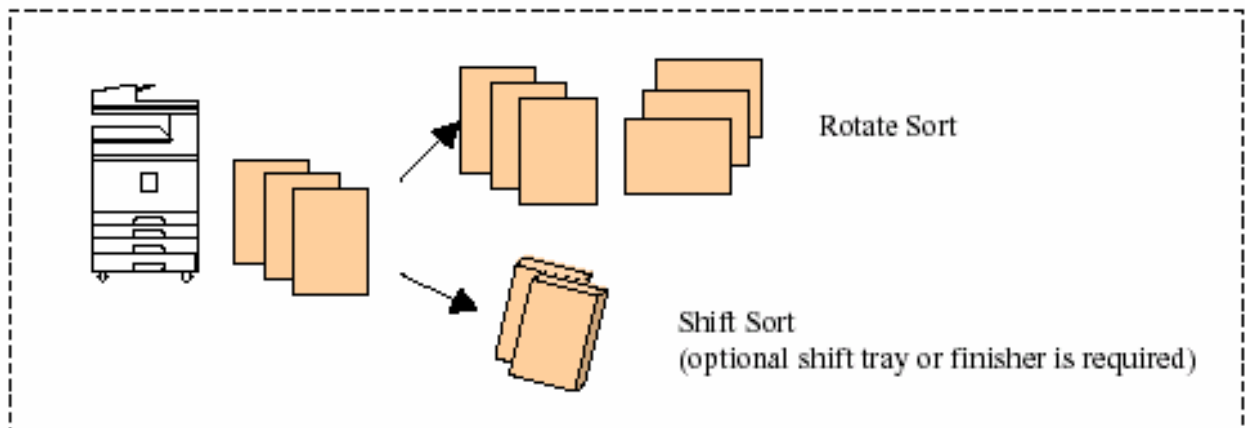 Rotate Sort
Shift Sort
(optional shift tray or finisher is required)